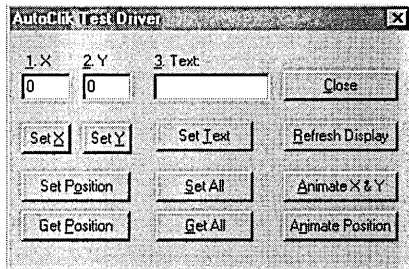 AutoClik Test Driver
1. X 2. Y 3. Text:
0 0 Close
Set X Set Y Set Text Refresh Display
Set Position Set All Animate X & Y
Get Position Get All Animate Position